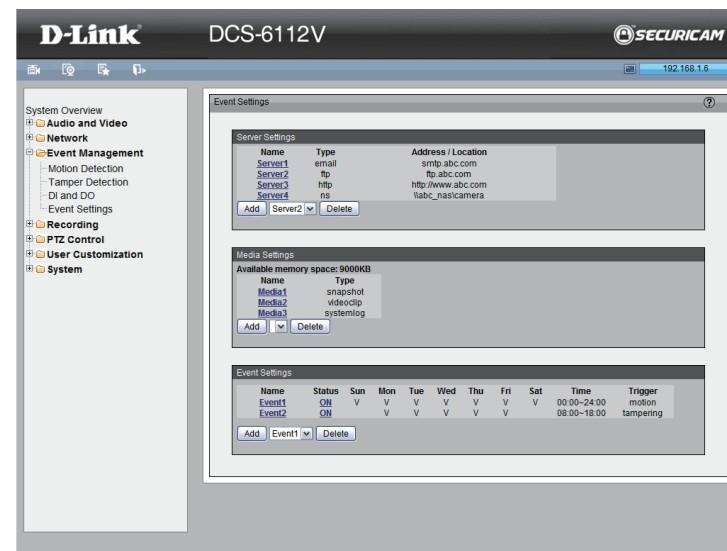 D-Link
DCS-6112V
SECURICAM
192.168.1.6
System Overview
Audio and Video
Network
Event Management
Motion Detection
Tamper Detection
DI and DO
Event Settings
Recording
PTZ Control
User Customization
System
Event Settings
?
Server Settings
Name Type Address / Location
Server1 email smtp.abc.com
Server2 ftp ftp.abc.com
Server3 http http://www.abc.com
Server4 ns \\abc_nas\camera
Add Server2 Delete
Media Settings
Available memory space: 9000KB
Name Type
Media1 snapshot
Media2 videoclip
Media3 systemlog
Add Delete
Event Settings
Name Status Sun Mon Tue Wed Thu Fri Sat Time Trigger
Event1 ON V V V V V V V 00:00~24:00 motion
Event2 ON V V V V V 08:00~18:00 tampering
Add Event1 Delete